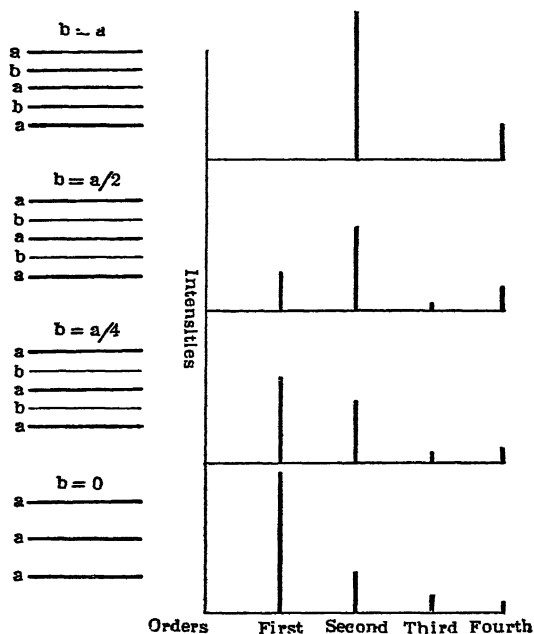 b = a
a
b
a
b
a
b = a/2
a
b
a
b
a
Intensities
b = a/4
a
b
a
b
a
b = 0
a
a
a
Orders First Second Third Fourth